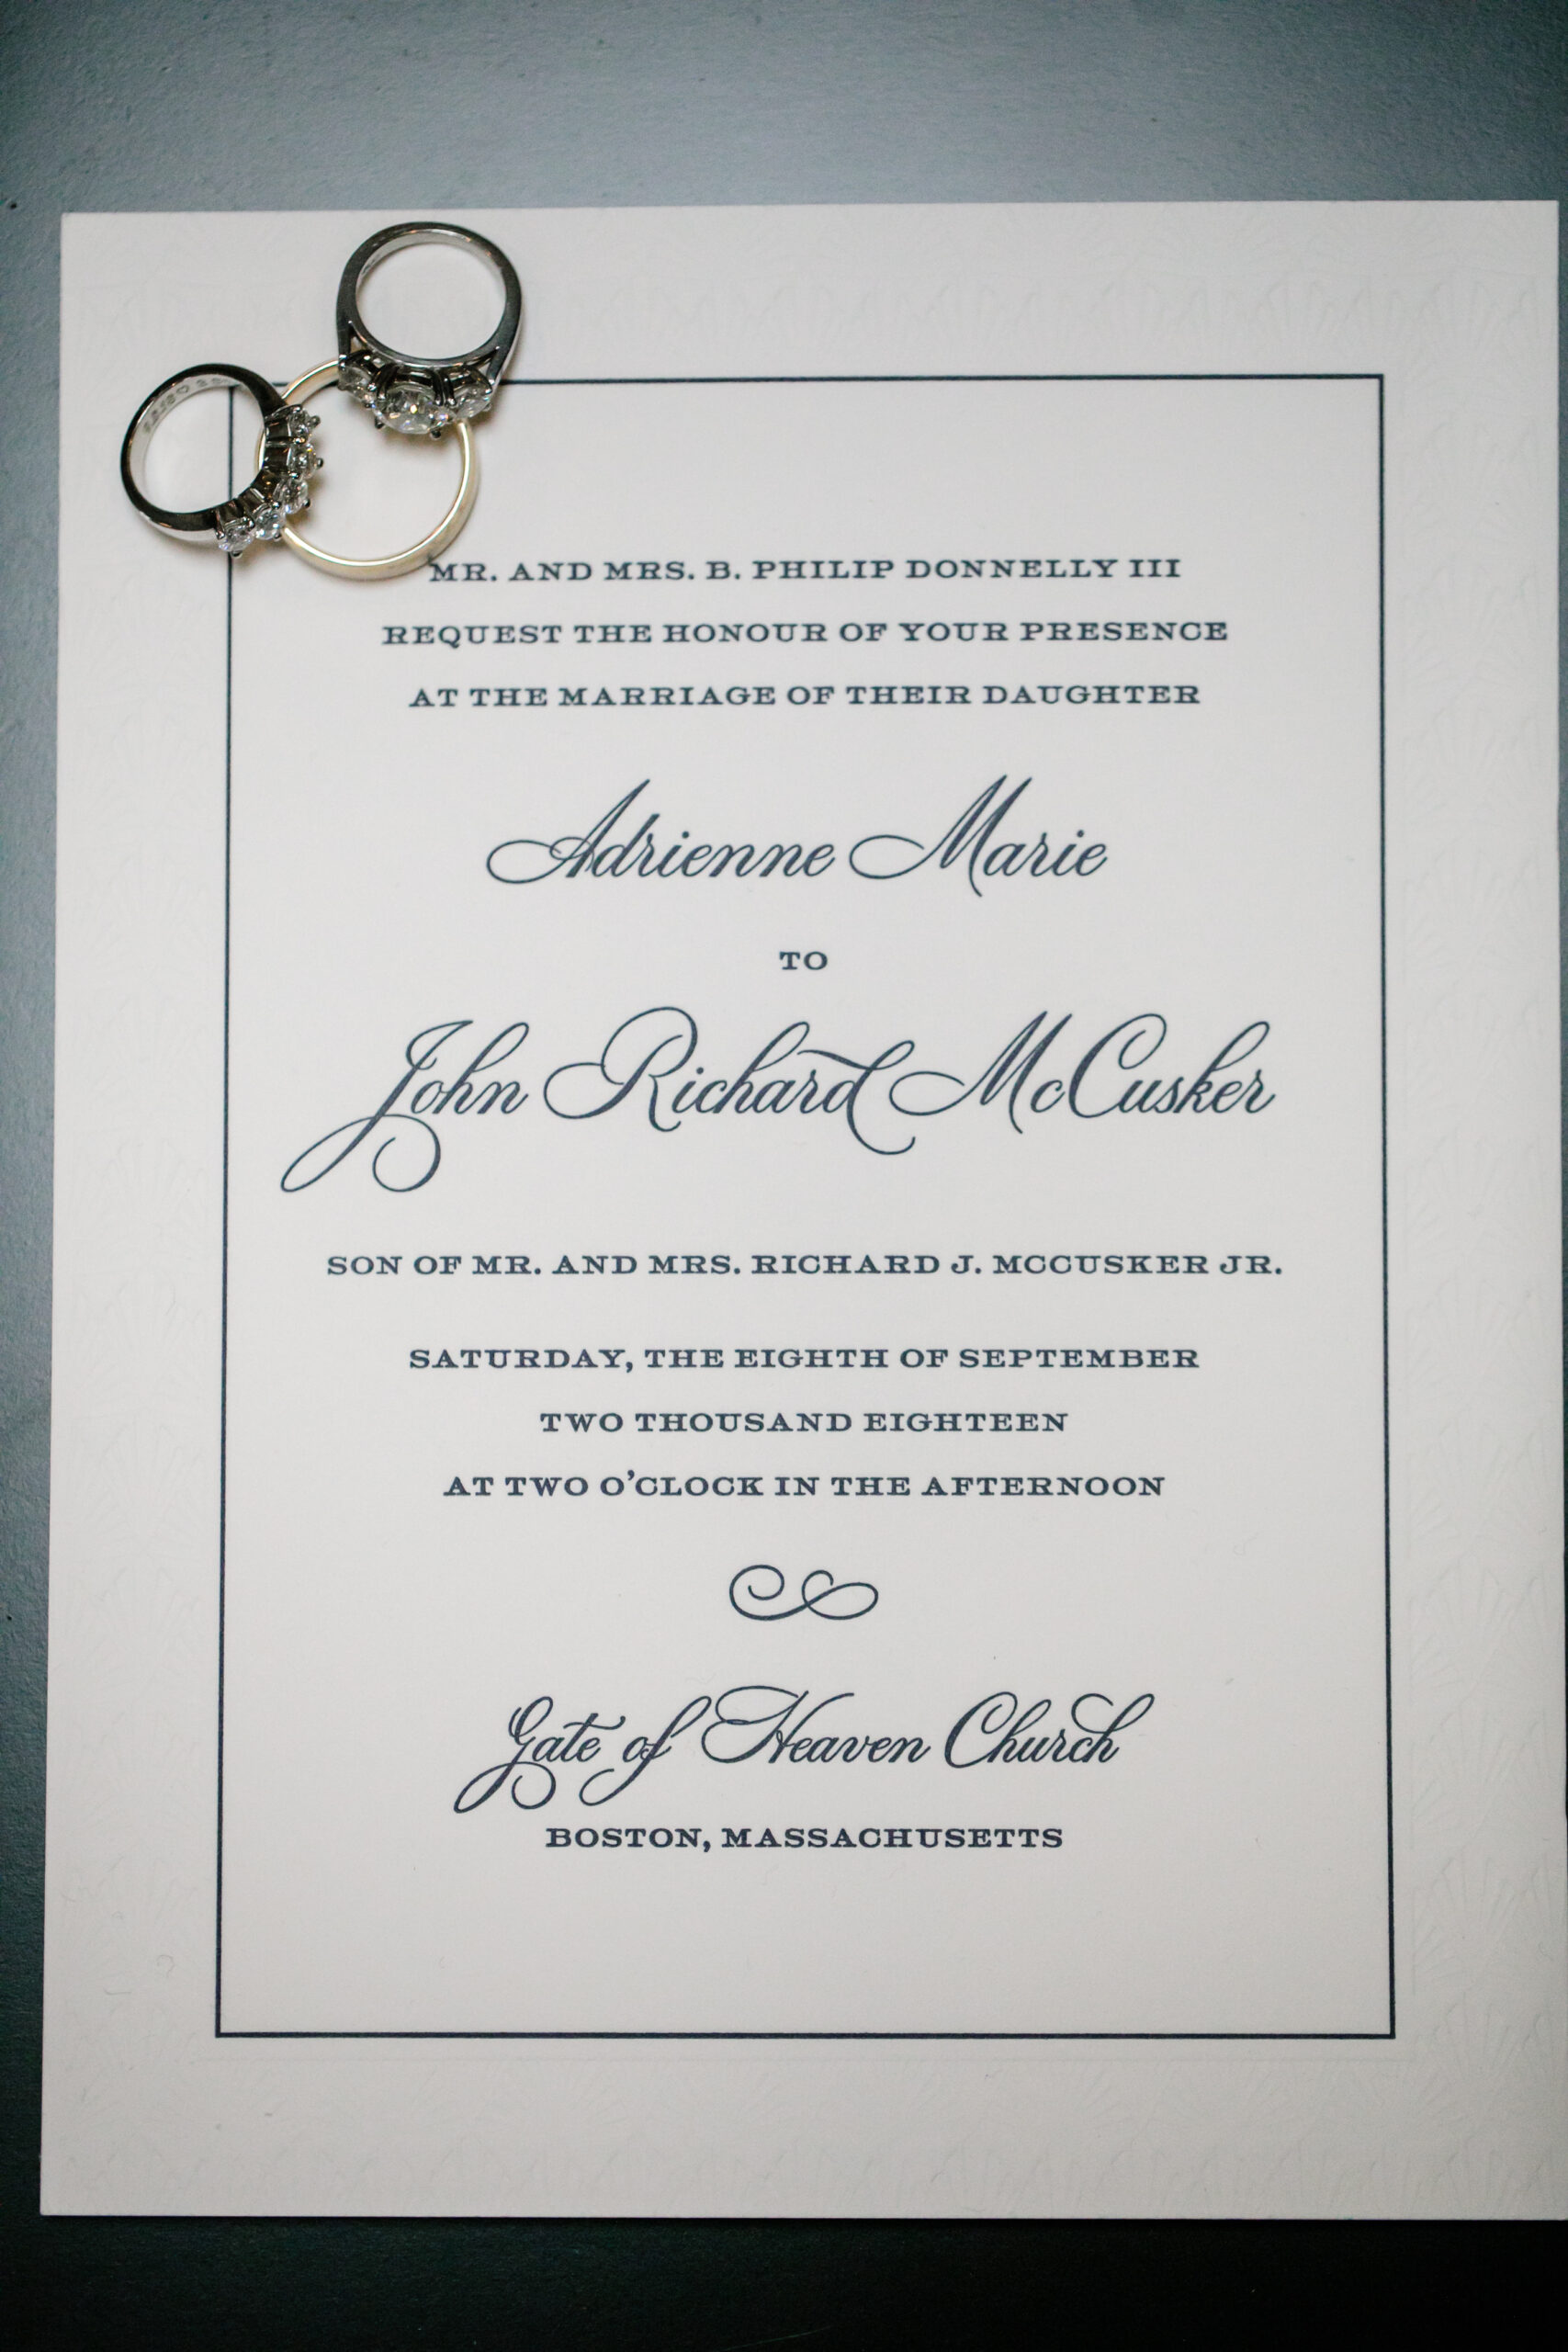 MR. AND MRS. B. PHILIP DONNELLY III
REQUEST THE HONOUR OF YOUR PRESENCE
AT THE MARRIAGE OF THEIR DAUGHTER
Adrienne Marie
TO
John Richard McCusker
SON OF MR. AND MRS. RICHARD J. MCCUSKER JR.
SATURDAY, THE EIGHTH OF SEPTEMBER
TWO THOUSAND EIGHTEEN
AT TWO O'CLOCK IN THE AFTERNOON
Gate of Heaven Church
BOSTON, MASSACHUSETTS